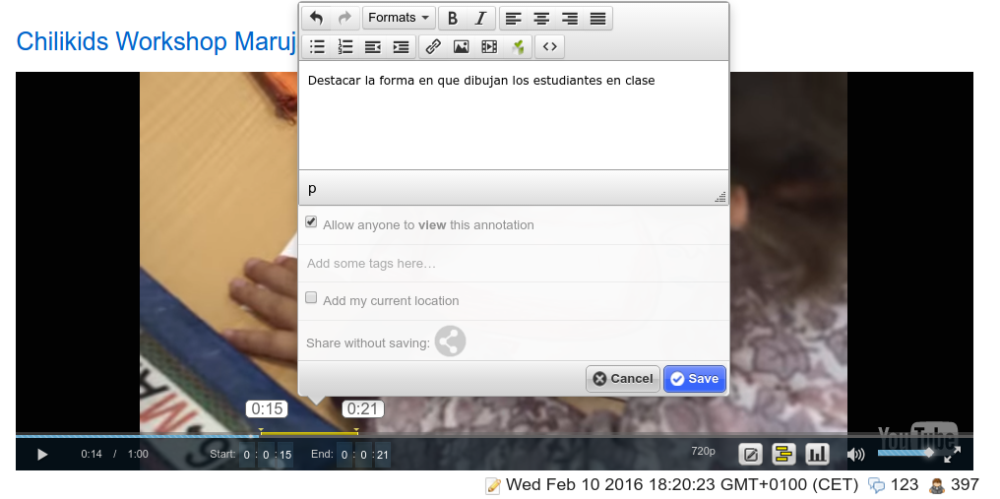 Formats
B I
Chilikids Workshop Maruj
Destacar la forma en que dibujan los estudiantes en clase
p
Allow anyone to view this annotation
Add some tags here…
Add my current location
Share without saving:
Cancel Save
0:15 0:21
YouTube
0:14 / 1:00 Start: 0 : 0 : 15 End: 0 : 0 : 21 720p
Wed Feb 10 2016 18:20:23 GMT+0100 (CET) 123 397